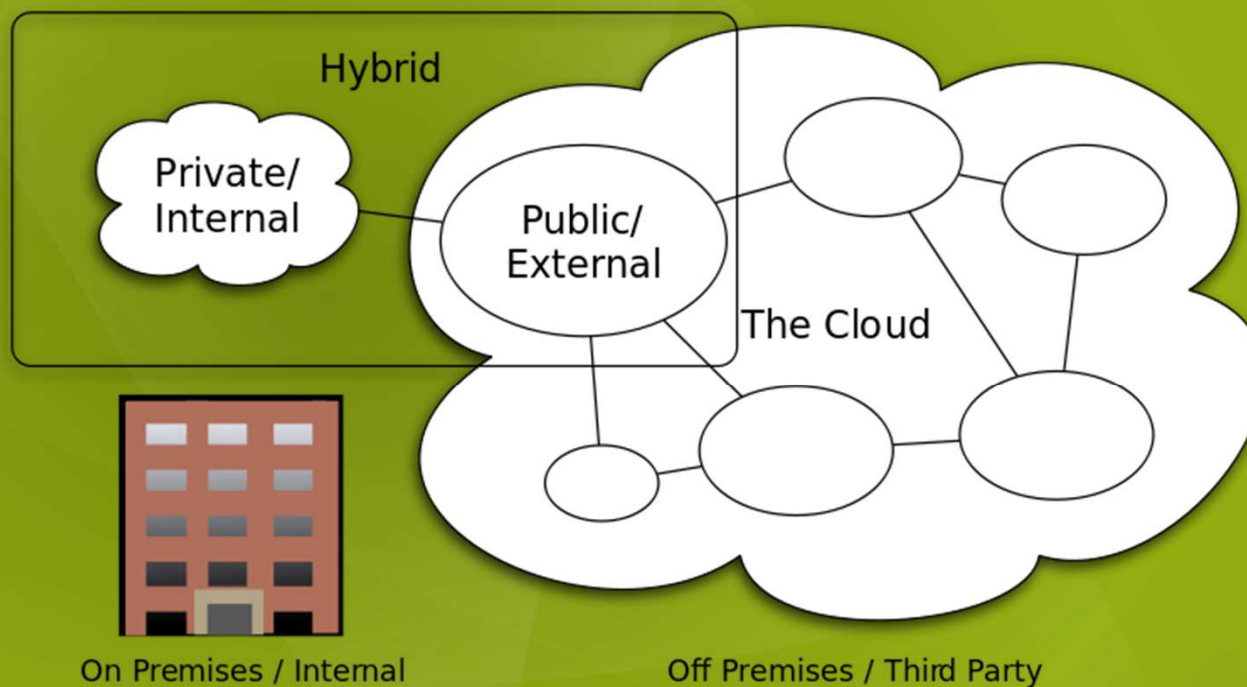 Hybrid
Private/
Internal
Public/
External
The Cloud
On Premises / Internal
Off Premises / Third Party